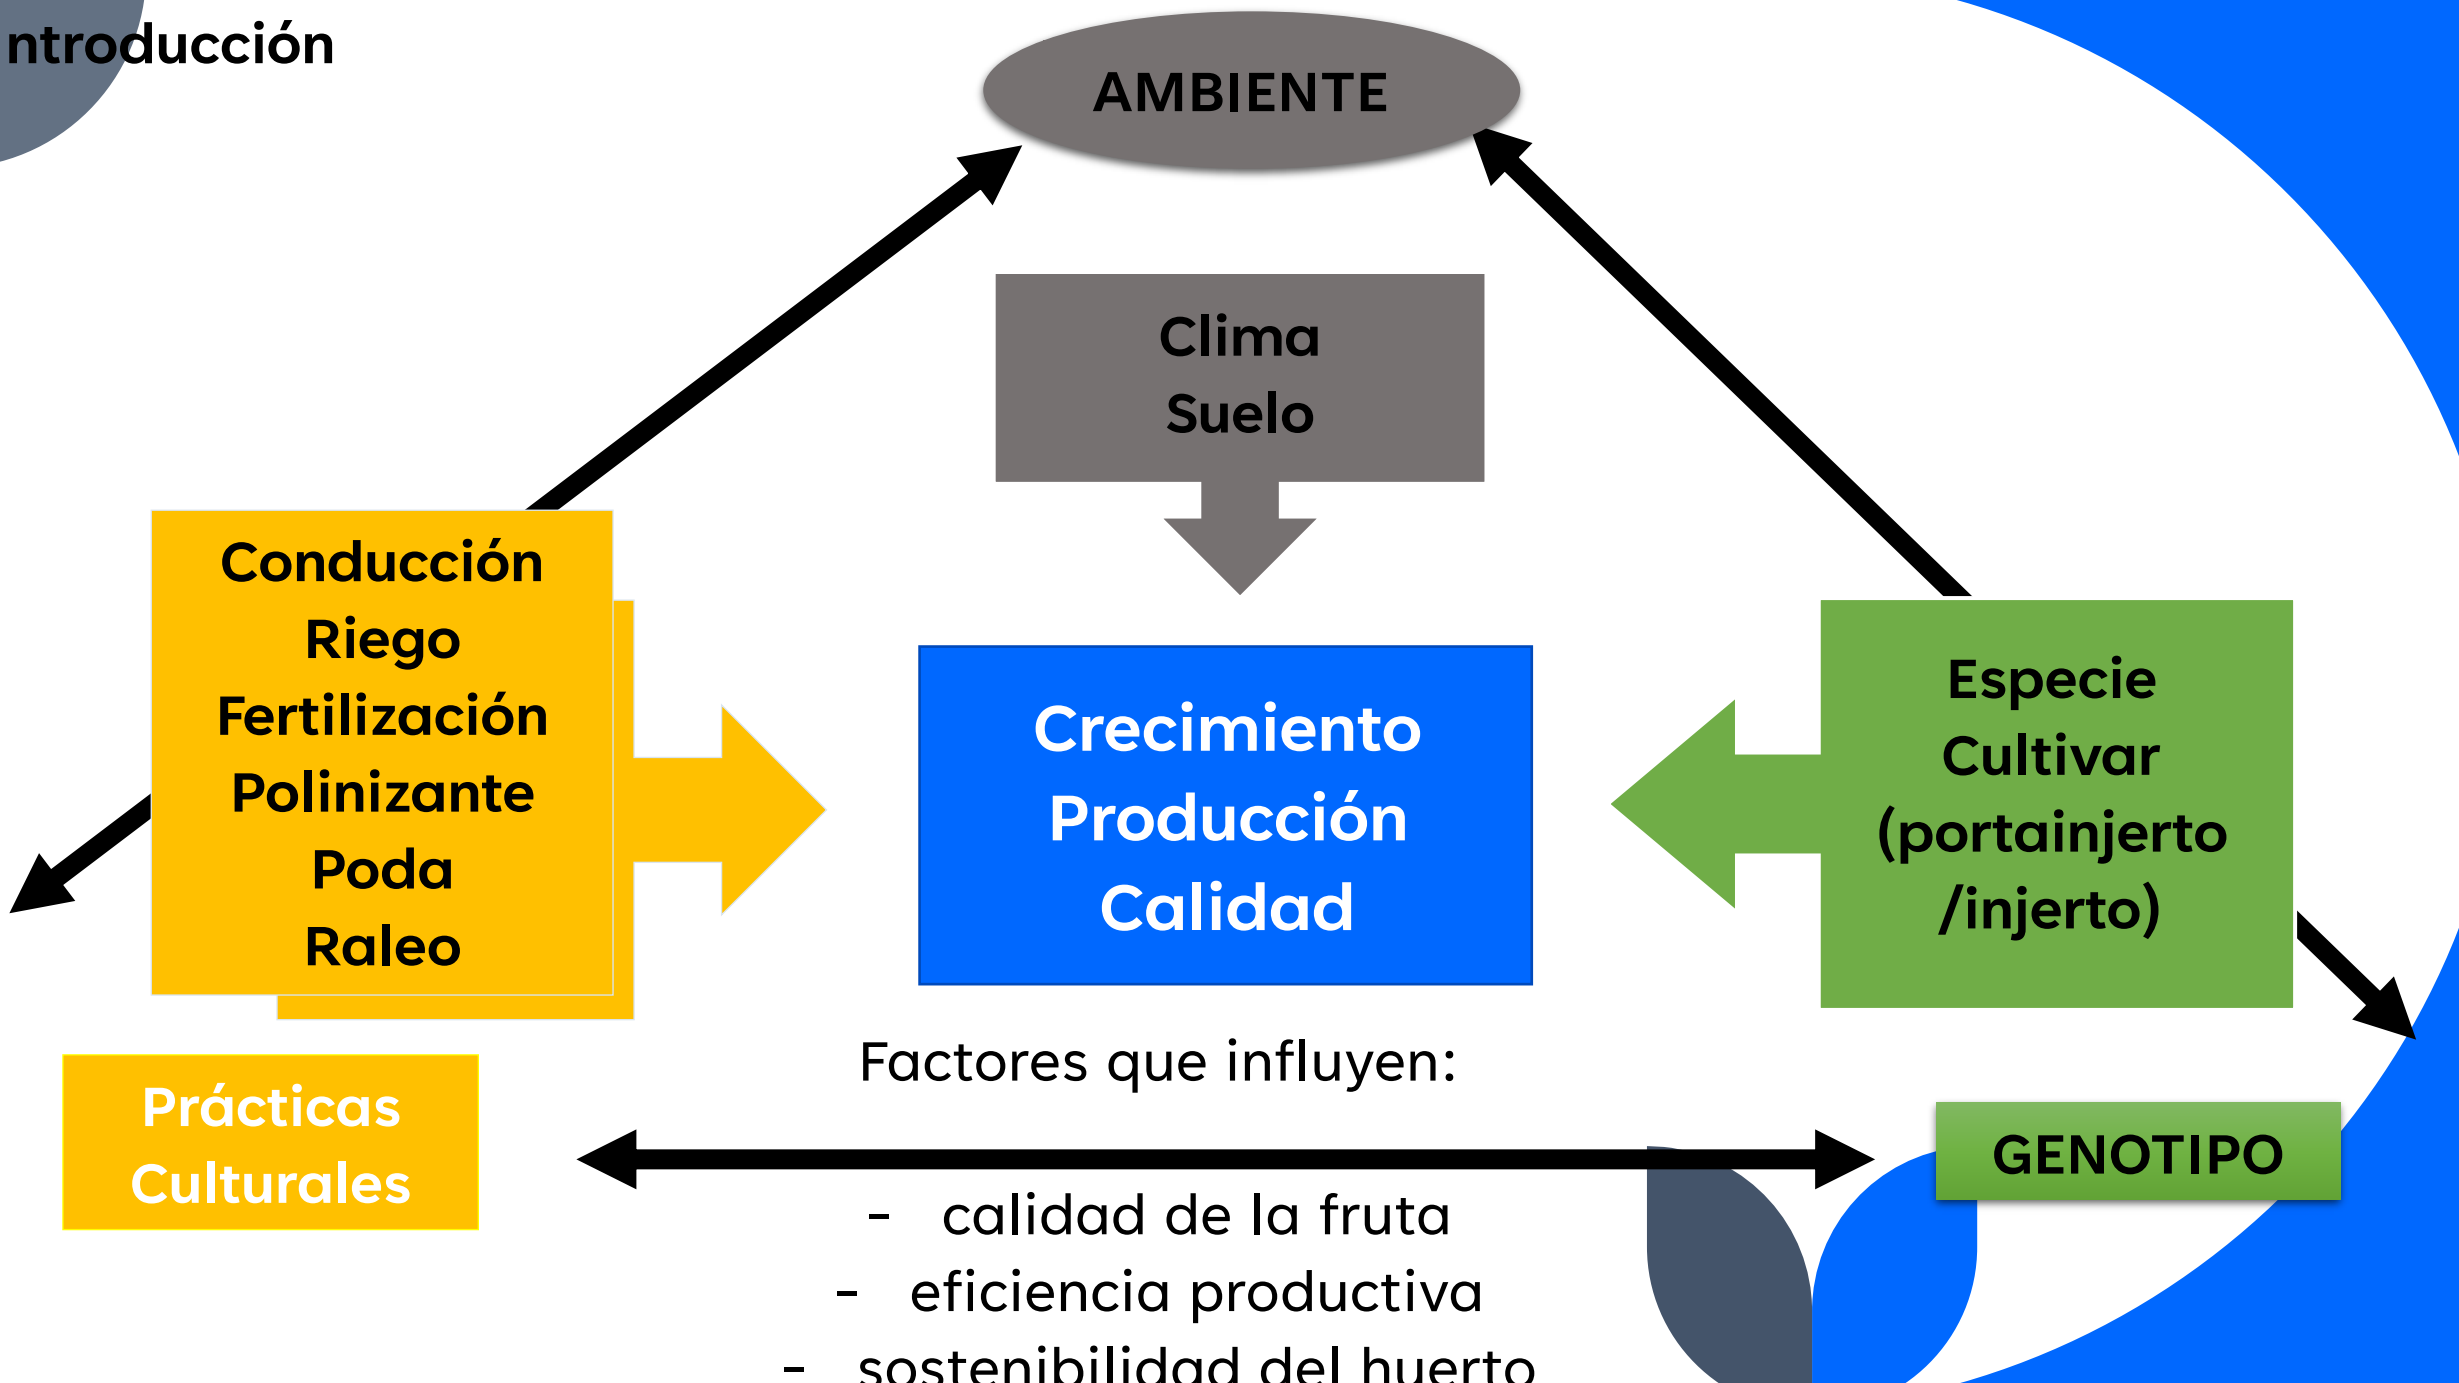 ntroducción
AMBIENTE
Clima
Suelo
Conducción
Riego
Fertilización
Polinizante
Poda
Raleo
Crecimiento
Producción
Calidad
Especie
Cultivar
(portainjerto
/injerto)
Prácticas
Culturales
Factores que influyen:
GENOTIPO
- calidad de la fruta
- eficiencia productiva
- sostenibilidad del huerto